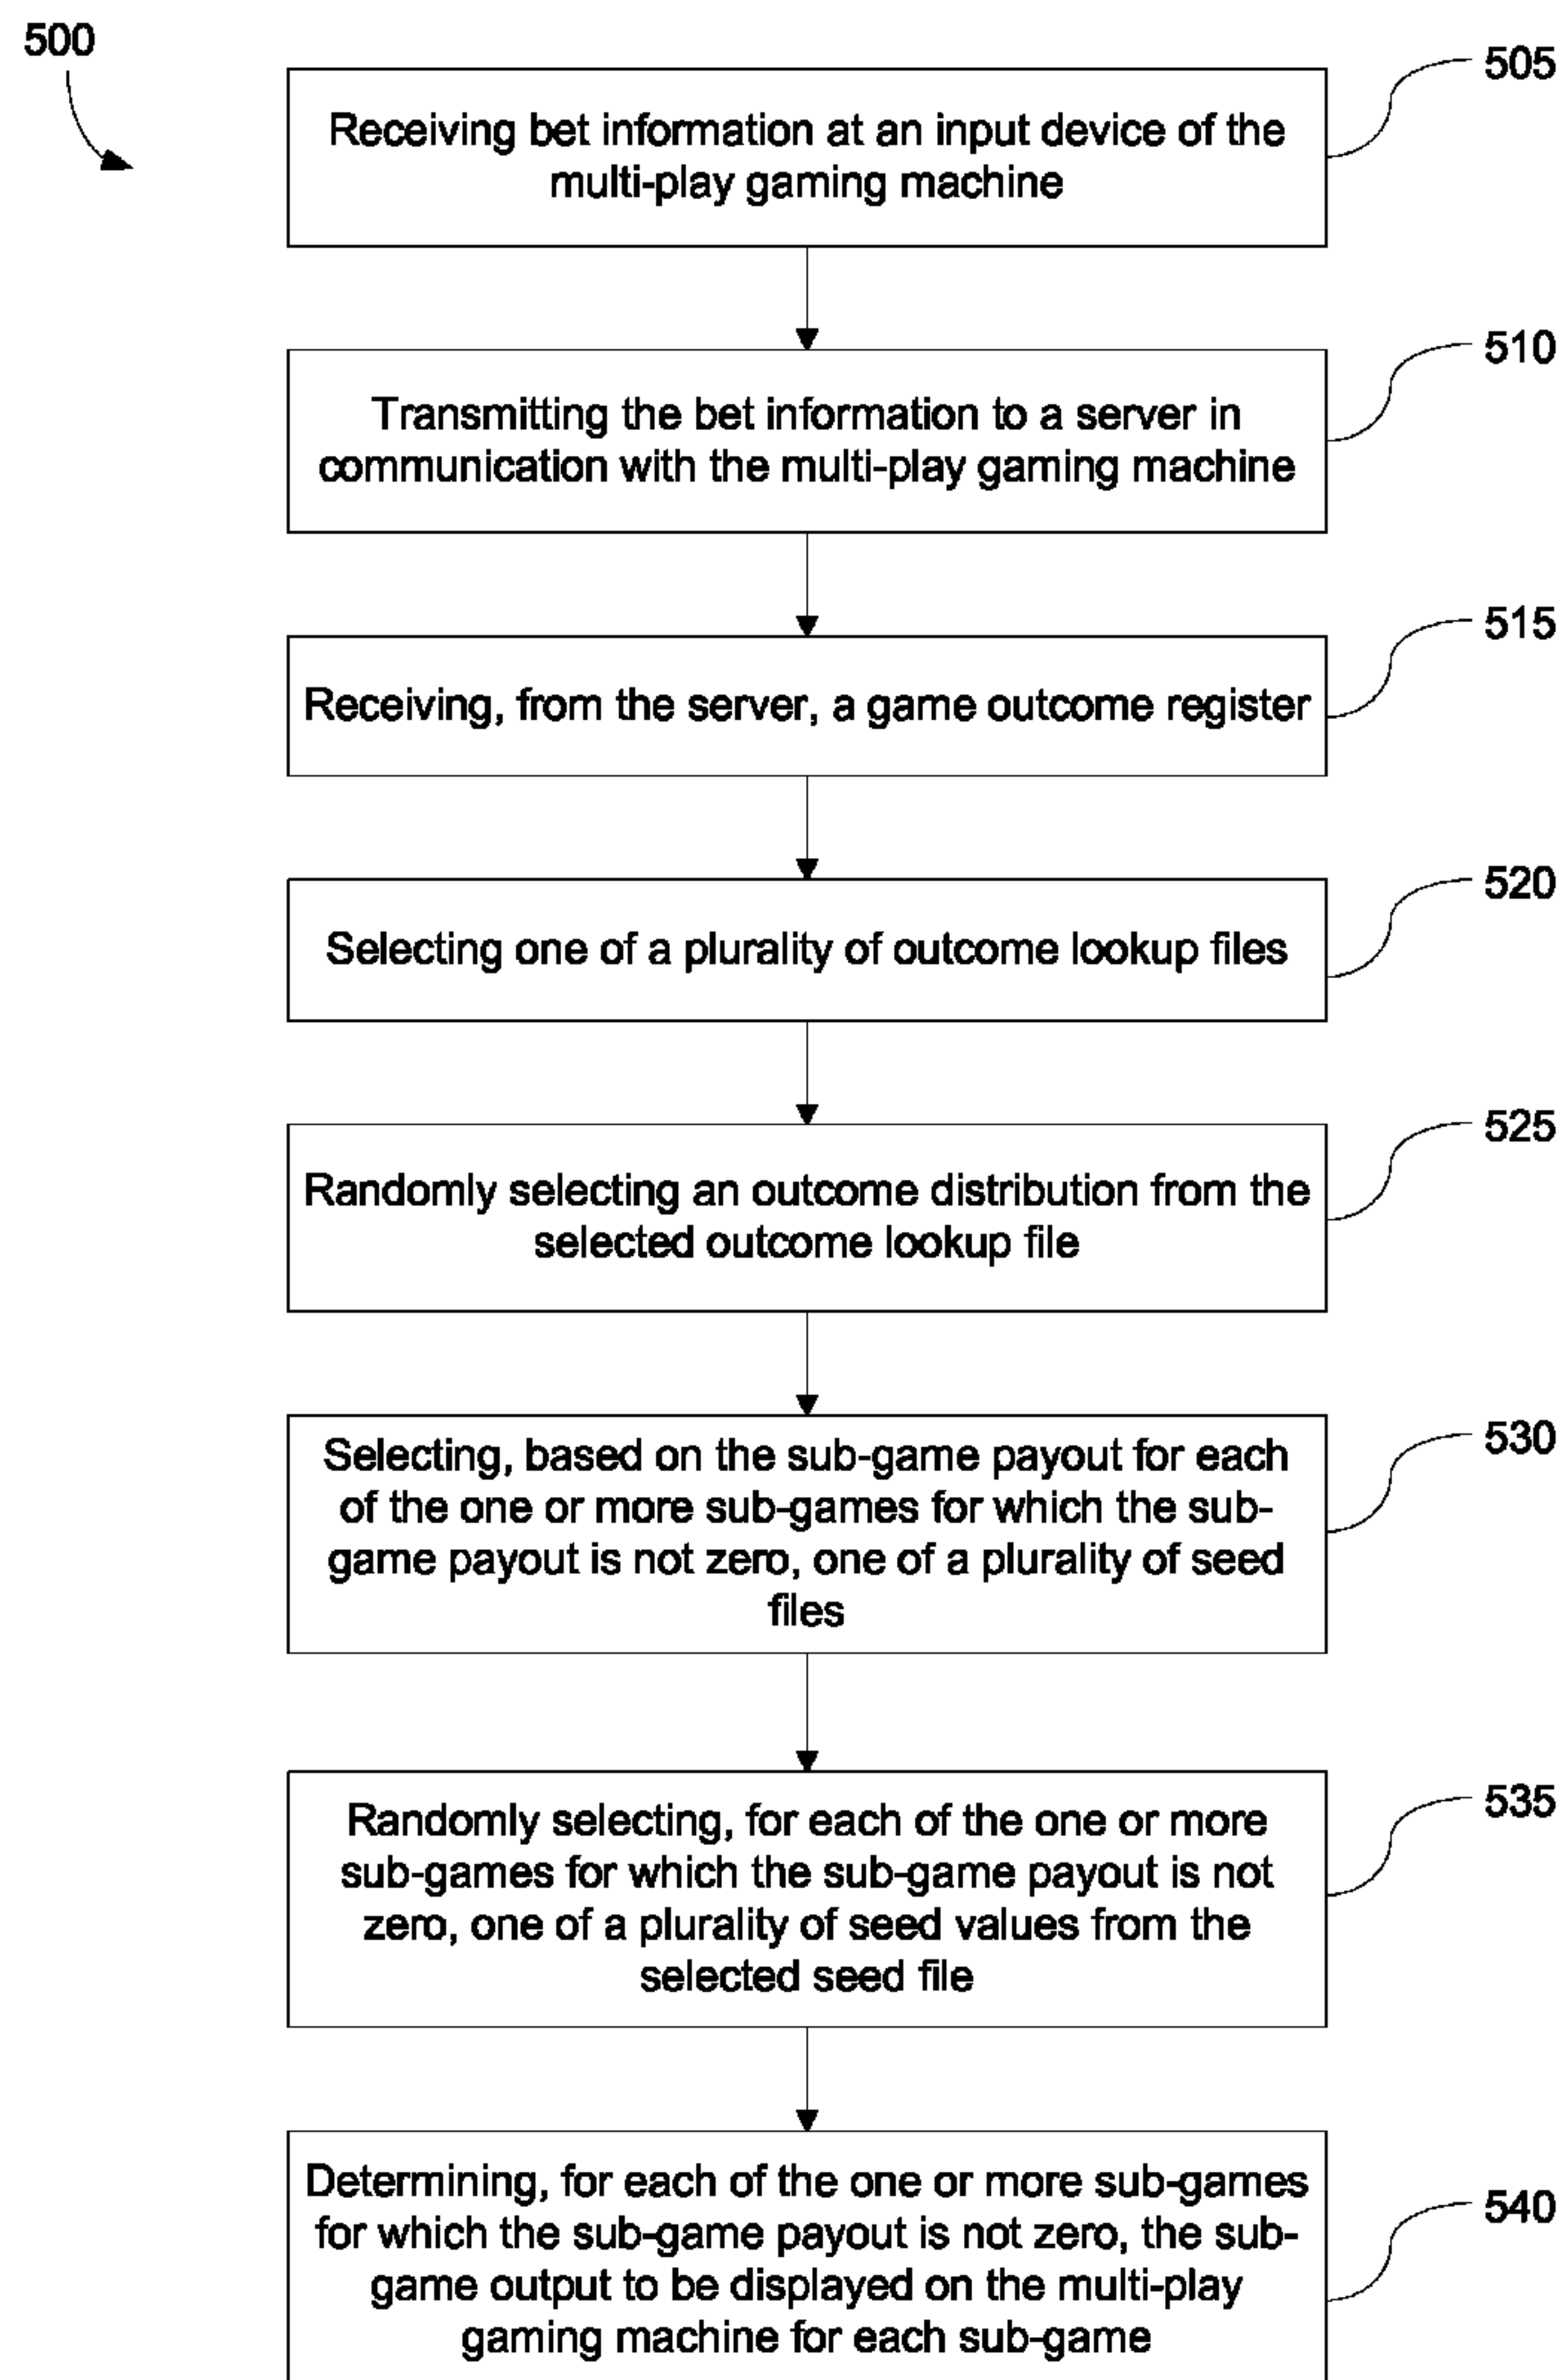 500
505
Receiving bet information at an input device of the
multi-play gaming machine
510
Transmitting the bet information to a server in
communication with the multi-play gaming machine
515
Receiving, from the server, a game outcome register
520
Selecting one of a plurality of outcome lookup files
525
Randomly selecting an outcome distribution from the
selected outcome lookup file
530
Selecting, based on the sub-game payout for each
of the one or more sub-games for which the sub-
game payout is not zero, one of a plurality of seed
files
535
Randomly selecting, for each of the one or more
sub-games for which the sub-game payout is not
zero, one of a plurality of seed values from the
selected seed file
540
Determining, for each of the one or more sub-games
for which the sub-game payout is not zero, the sub-
game output to be displayed on the multi-play
gaming machine for each sub-game